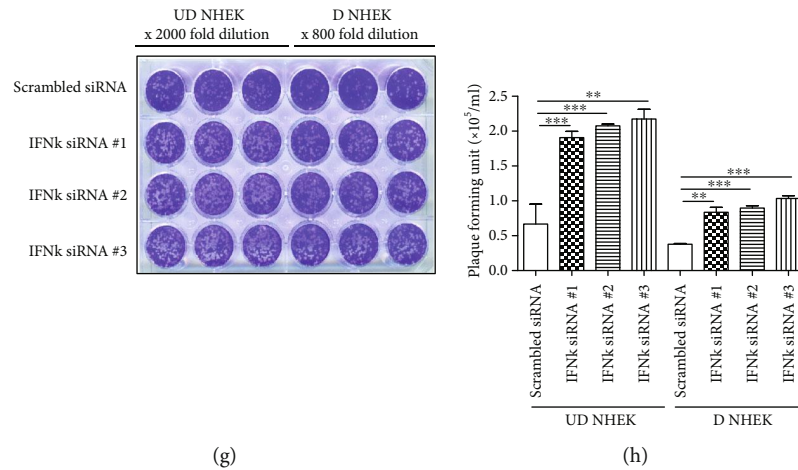 UD NHEK
x 2000 fold dilution
D NHEK
x 800 fold dilution
Scrambled siRNA
IFNk siRNA #1
IFNk siRNA #2
IFNk siRNA #3
(g)
Plaque forming unit (×10⁵/ml)
2.5
2.0
1.5
1.0
0.5
0.0
**
***
***
***
***
**
Scrambled siRNA
IFNk siRNA #1
IFNk siRNA #2
IFNk siRNA #3
Scrambled siRNA
IFNk siRNA #1
IFNk siRNA #2
IFNk siRNA #3
UD NHEK
D NHEK
(h)